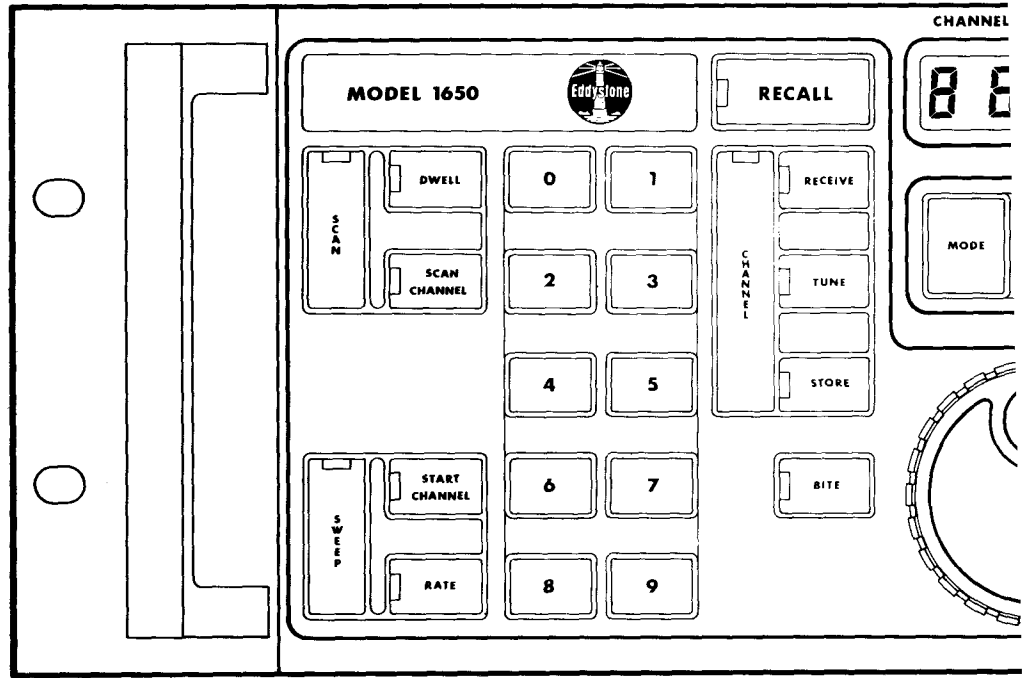 CHANNEL
MODEL 1650
Eddystone
RECALL
8 E
SCAN
DWELL
SCAN
CHANNEL
0
1
2
3
4
5
6
7
8
9
CHANNEL
RECEIVE
TUNE
STORE
MODE
SWEEP
START
CHANNEL
RATE
BITE